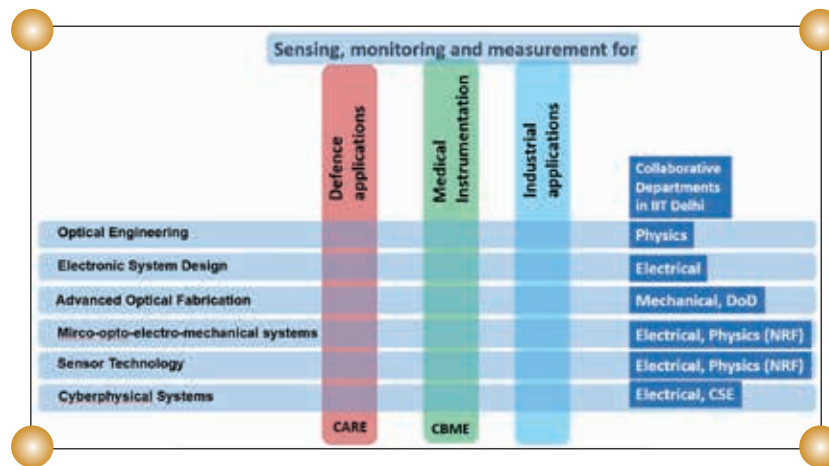 Sensing, monitoring and measurement for
Defence
applications
Medical
Instrumentation
Industrial
applications
Collaborative
Departments
in IIT Delhi
Optical Engineering
Physics
Electronic System Design
Electrical
Advanced Optical Fabrication
Mechanical, DoD
Mirco-opto-electro-mechanical systems
Electrical, Physics (NRF)
Sensor Technology
Electrical, Physics (NRF)
Cyberphysical Systems
Electrical, CSE
CARE
CBME